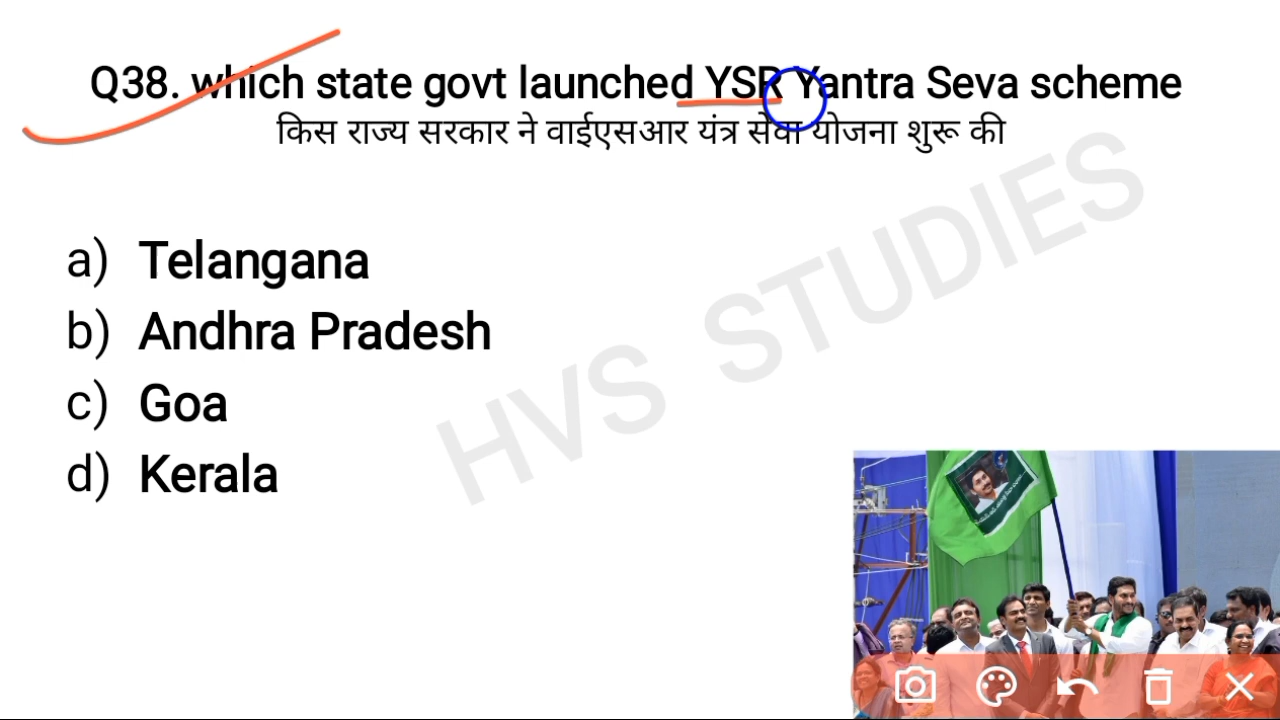 Q38. which state govt launched YSR Yantra Seva scheme
किस राज्य सरकार ने वाईएसआर यंत्र सेवा योजना शुरू की
a) Telangana
b) Andhra Pradesh
c) Goa
d) Kerala
HVS STUDIES